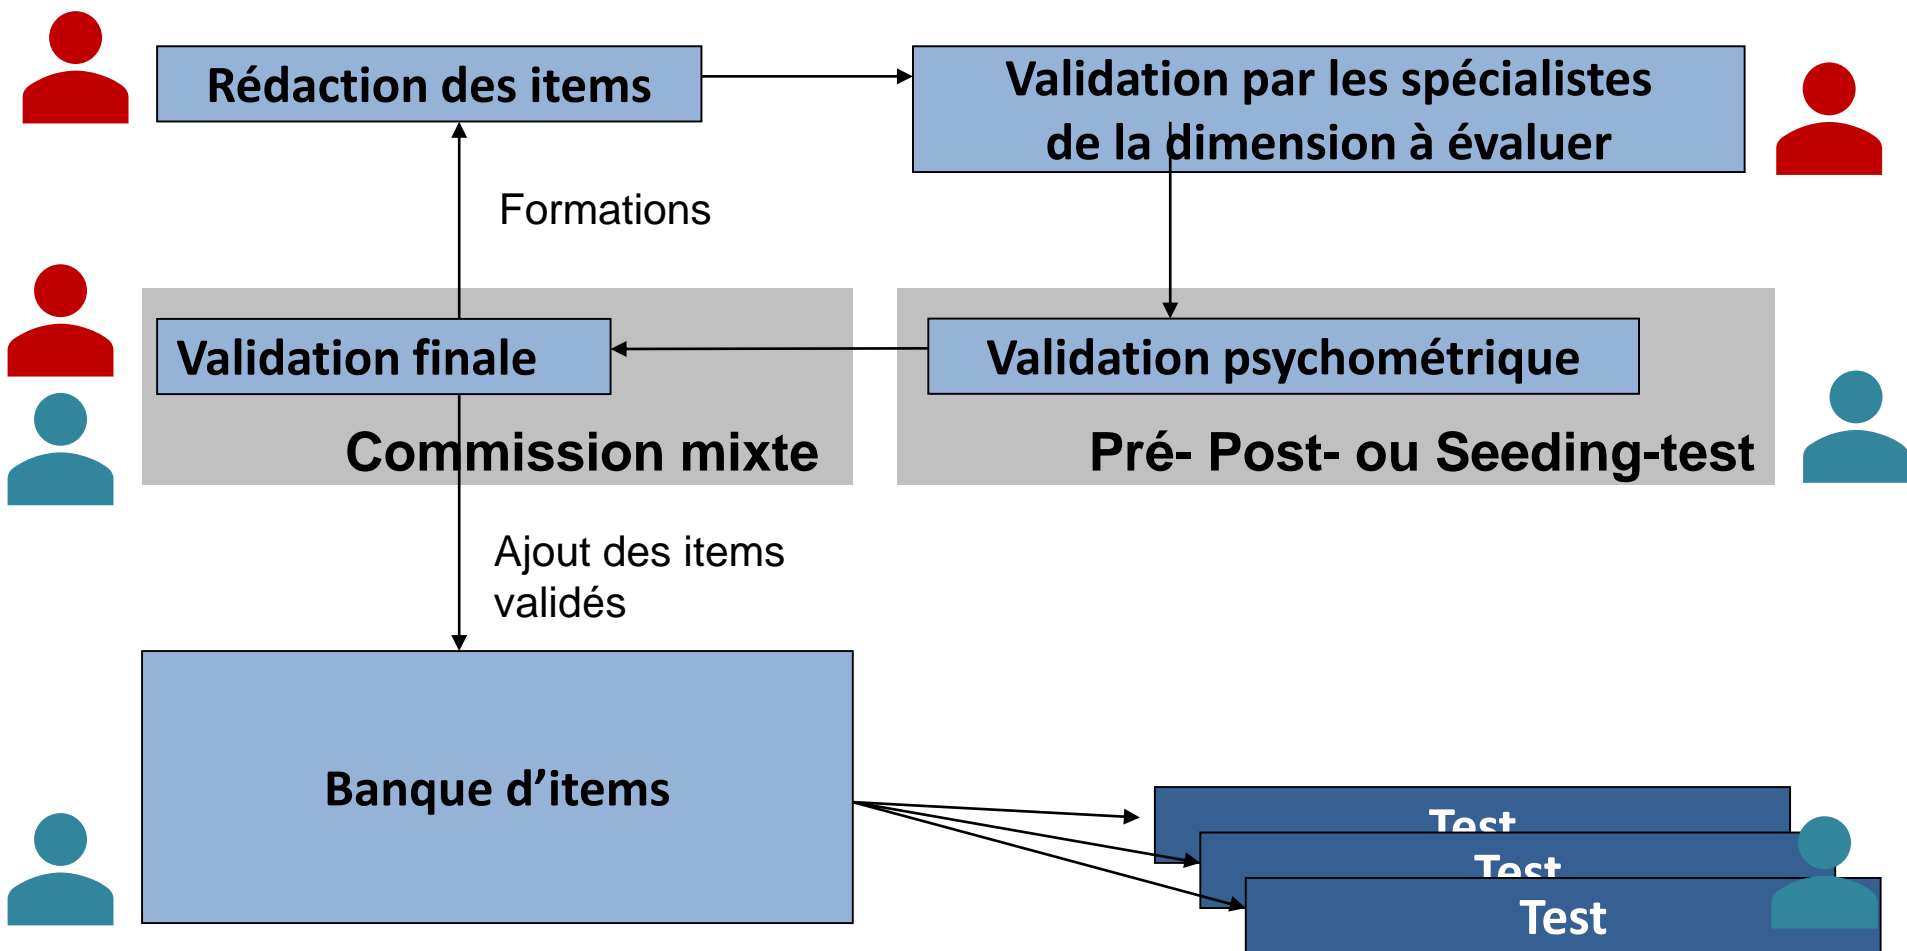 Rédaction des items
Validation par les spécialistes
de la dimension à évaluer
Formations
Validation finale
Validation psychométrique
Commission mixte
Pré- Post- ou Seeding-test
Ajout des items
validés
Banque d’items
Test
Test
Test